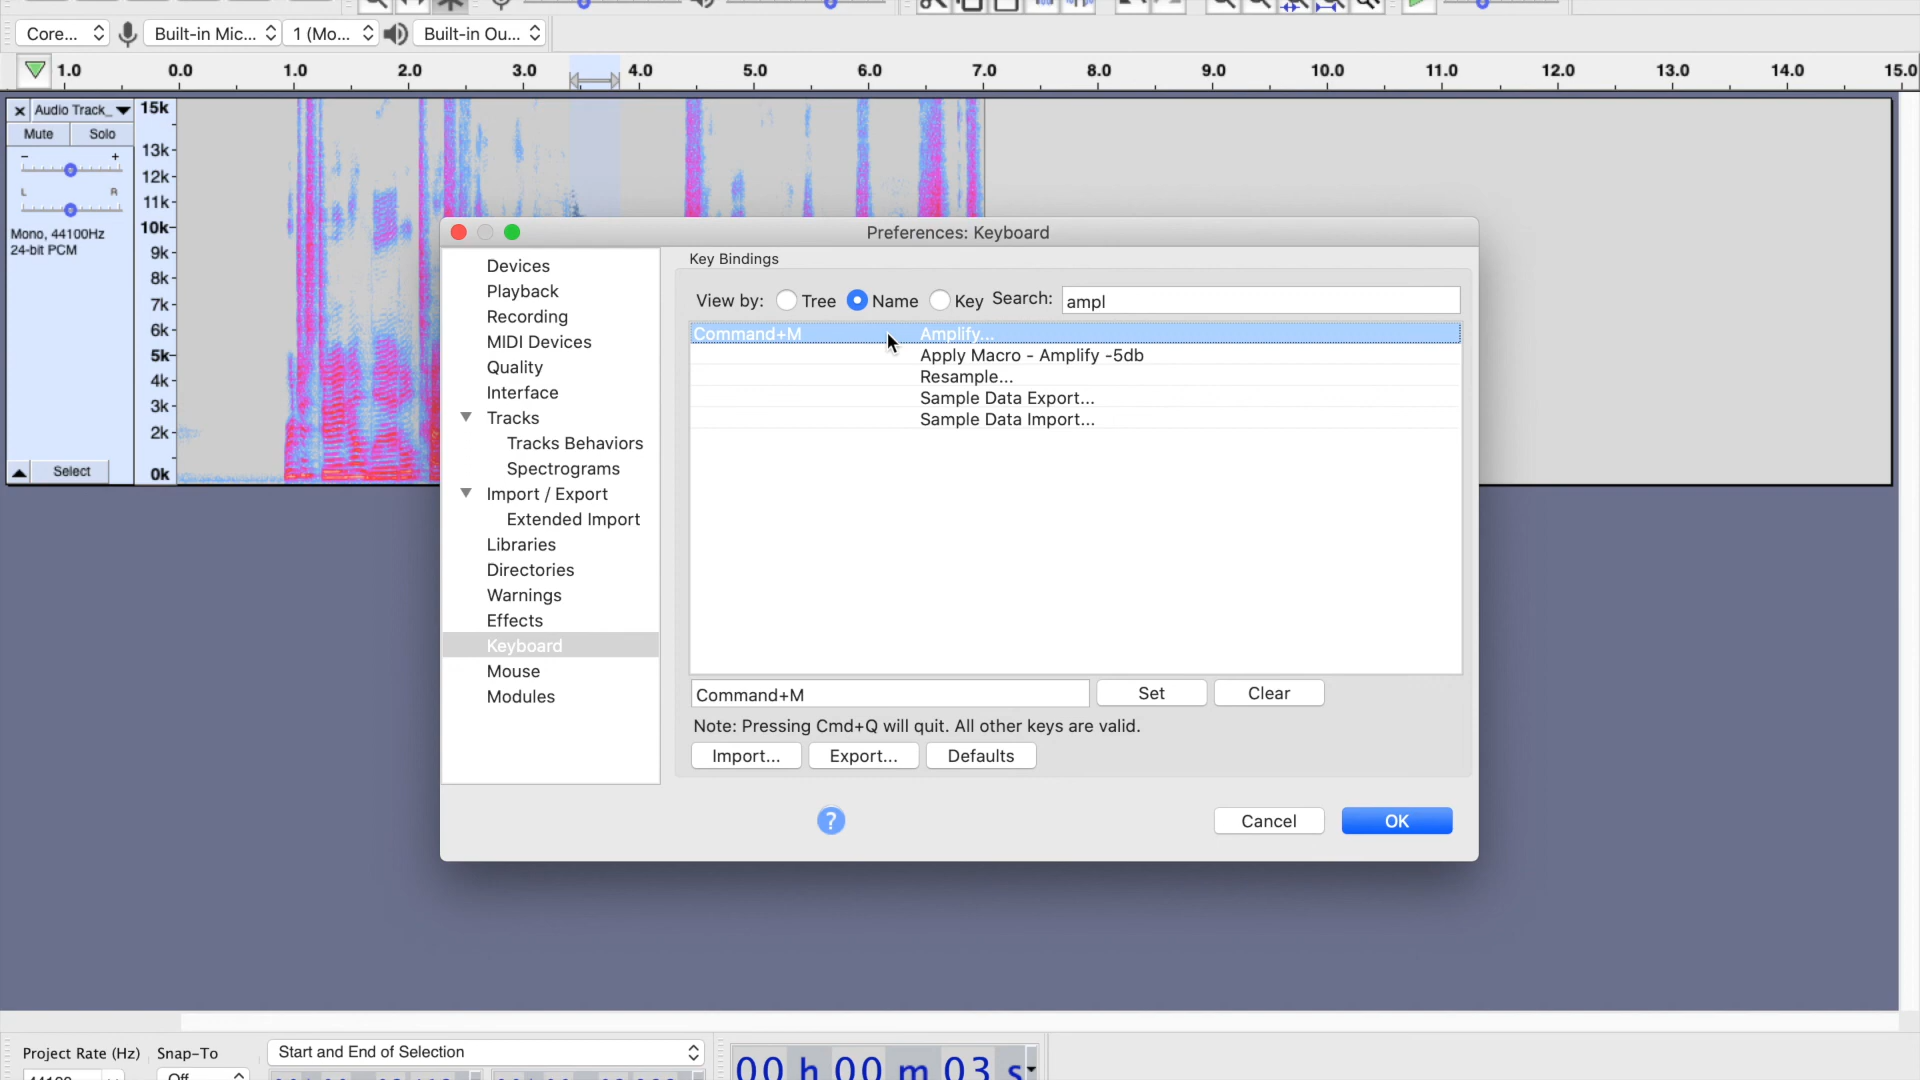 Core... Built-in Mic... 1 (Mo... Built-in Ou...
1.0 0.0 1.0 2.0 3.0 4.0 5.0 6.0 7.0 8.0 9.0 10.0 11.0 12.0 13.0 14.0 15.0
Audio Track_
Mute Solo
- +
L R
Mono, 44100Hz
24-bit PCM
Select
15k
13k
12k
11k
10k
9k
8k
7k
6k
5k
4k
3k
2k
0k
Preferences: Keyboard
Devices
Playback
Recording
MIDI Devices
Quality
Interface
Tracks
Tracks Behaviors
Spectrograms
Import / Export
Extended Import
Libraries
Directories
Warnings
Effects
Keyboard
Mouse
Modules
Key Bindings
View by: Tree Name Key Search: ampl
Command+M Amplify...
Apply Macro - Amplify -5db
Resample...
Sample Data Export...
Sample Data Import...
Command+M Set Clear
Note: Pressing Cmd+Q will quit. All other keys are valid.
Import... Export... Defaults
? Cancel OK
Project Rate (Hz) Snap-To Start and End of Selection
44100 Off
00 h 00 m 03 s